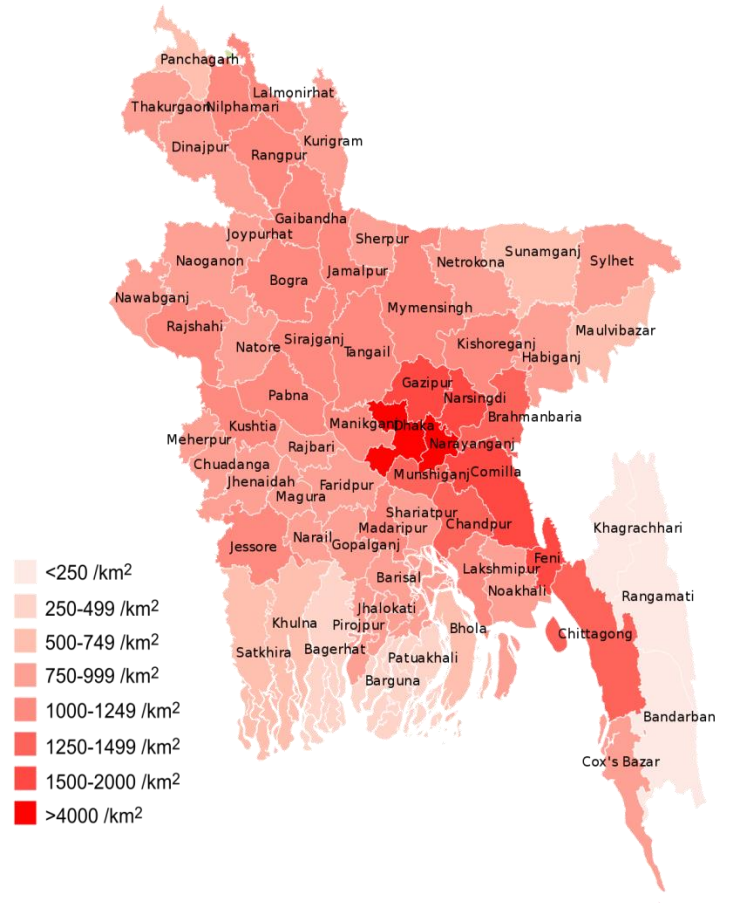 Panchagarh
Lalmonirhat
Thakurgaon
Nilphamari
Kurigram
Dinajpur
Rangpur
Gaibandha
Joypurhat
Sherpur
Sunamganj
Naoganon
Netrokona
Sylhet
Jamalpur
Bogra
Nawabganj
Mymensingh
Rajshahi
Maulvibazar
Sirajganj
Kishoreganj
Natore
Tangail
Habiganj
Gazipur
Pabna
Narsingdi
Brahmanbaria
Kushtia
Manikganj
Dhaka
Meherpur
Rajbari
Narayanganj
Chuadanga
Munshiganj
Comilla
Jhenaidah
Faridpur
Magura
Shariatpur
Madaripur
Chandpur
Khagrachhari
Narail
Jessore
Gopalganj
Feni
Lakshmipur
Barisal
Noakhali
Rangamati
Jhalokati
Khulna
Pirojpur
Bhola
Chittagong
Satkhira
Bagerhat
Patuakhali
Barguna
Bandarban
Cox's Bazar
<250 /km²
250-499 /km²
500-749 /km²
750-999 /km²
1000-1249 /km²
1250-1499 /km²
1500-2000 /km²
>4000 /km²